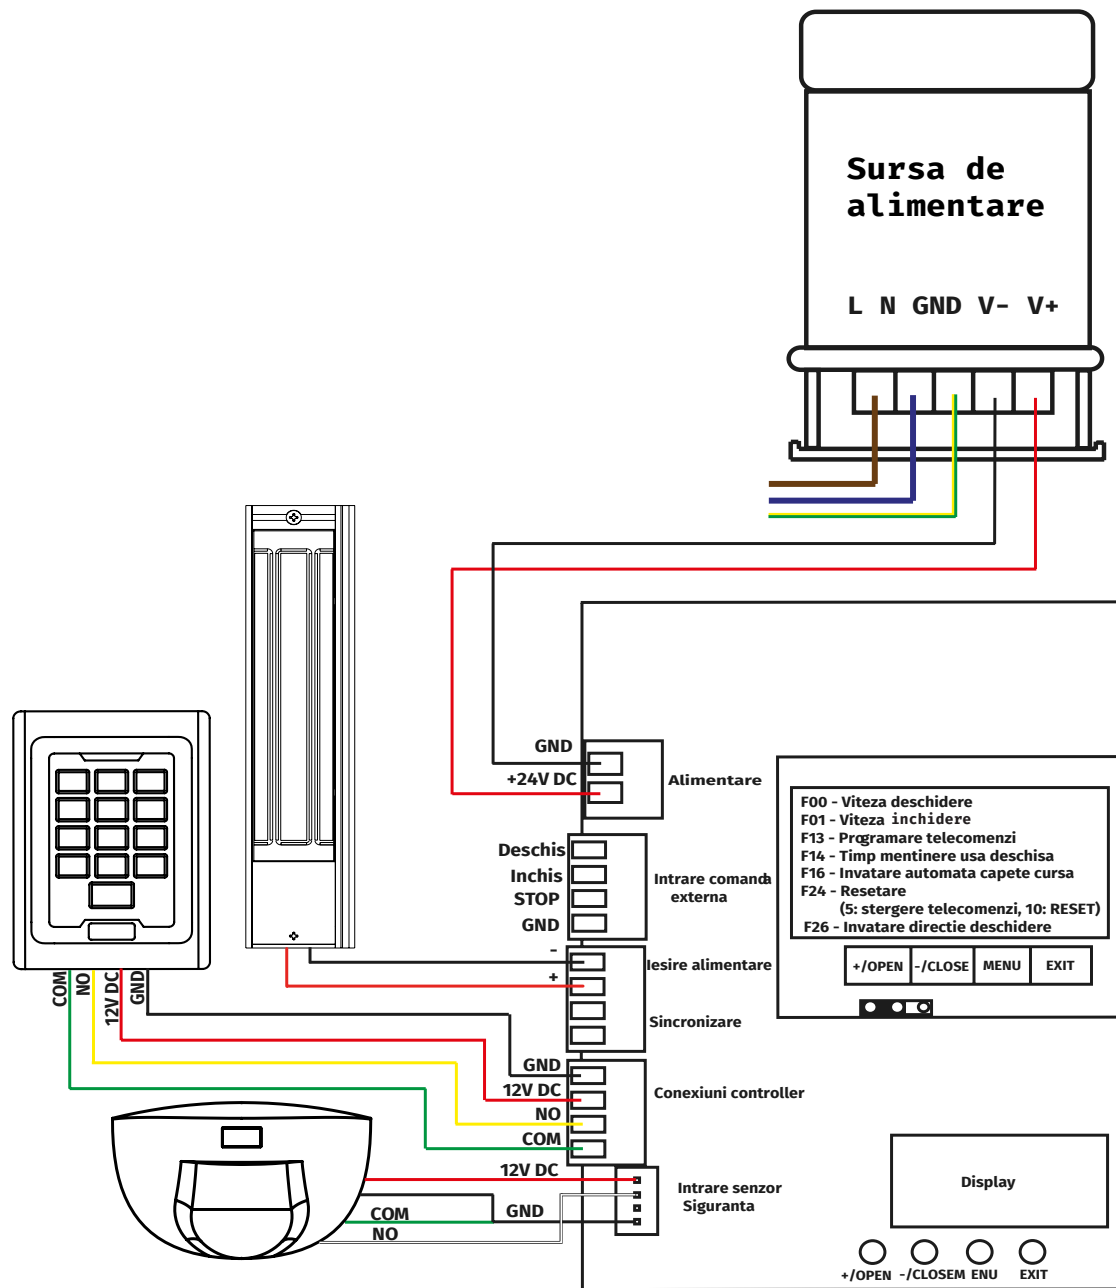 Sursa de
alimentare
L N GND V- V+
GND
+24V DC
Alimentare
Deschis
Inchis
STOP
GND
Intrare comanda
externa
-
+
Iesire alimentare
Sincronizare
GND
12V DC
NO
COM
Conexiuni controller
COM
NO
12V DC
GND
12V DC
COM
NO
GND
Intrare senzor
Siguranta
F00 - Viteza deschidere
F01 - Viteza inchidere
F13 - Programare telecomenzi
F14 - Timp mentinere usa deschisa
F16 - Invatare automata capete cursa
F24 - Resetare
(5: stergere telecomenzi, 10: RESET)
F26 - Invatare directie deschidere
+/OPEN -/CLOSE MENU EXIT
Display
+/OPEN -/CLOSEM ENU EXIT